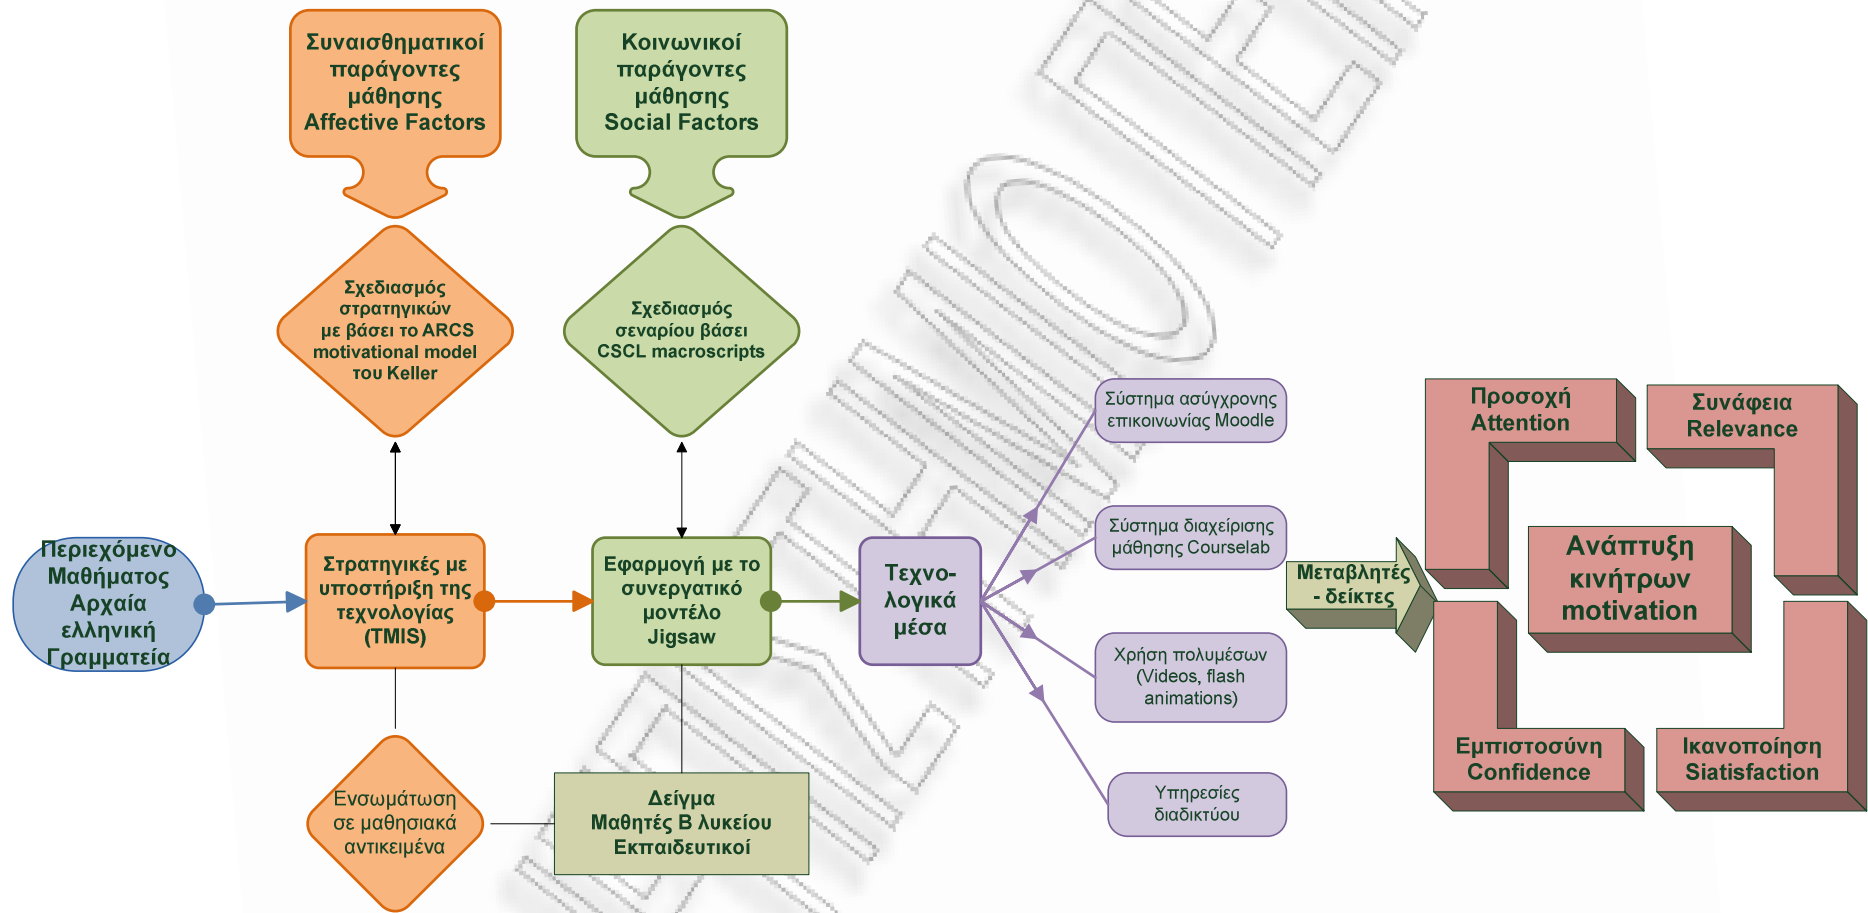 Συναισθηματικοί
παράγοντες
μάθησης
Affective Factors
Κοινωνικοί
παράγοντες
μάθησης
Social Factors
Σχεδιασμός
στρατηγικών
με βάσει το ARCS
motivational model
του Keller
Σχεδιασμός
σεναρίου βάσει
CSCL macroscripts
Περιεχόμενο
Μαθήματος
Αρχαία
ελληνική
Γραμματεία
Στρατηγικές με
υποστήριξη της
τεχνολογίας
(TMIS)
Εφαρμογή με το
συνεργατικό
μοντέλο
Jigsaw
Τεχνο-
λογικά
μέσα
Σύστημα ασύγχρονης
επικοινωνίας Moodle
Σύστημα διαχείρισης
μάθησης Courselab
Χρήση πολυμέσων
(Videos, flash
animations)
Υπηρεσίες
διαδικτύου
Μεταβλητές
- δείκτες
Προσοχή
Attention
Συνάφεια
Relevance
Ανάπτυξη
κινήτρων
motivation
Εμπιστοσύνη
Confidence
Ικανοποίηση
Siatisfaction
Ενσωμάτωση
σε μαθησιακά
αντικειμένα
Δείγμα
Μαθητές Β λυκείου
Εκπαιδευτικοί